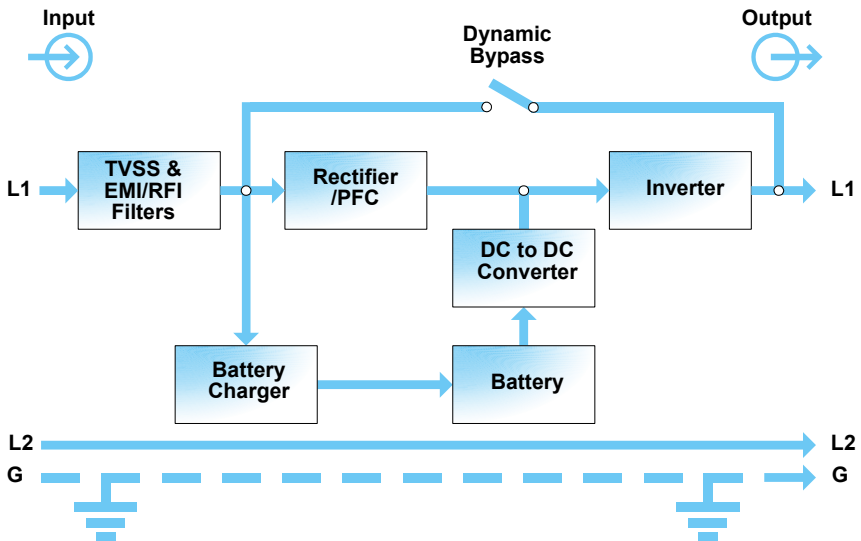 Input
Output
Dynamic
Bypass
L1
TVSS &
EMI/RFI
Filters
Rectifier
/PFC
Inverter
L1
DC to DC
Converter
Battery
Charger
Battery
L2
L2
G
G